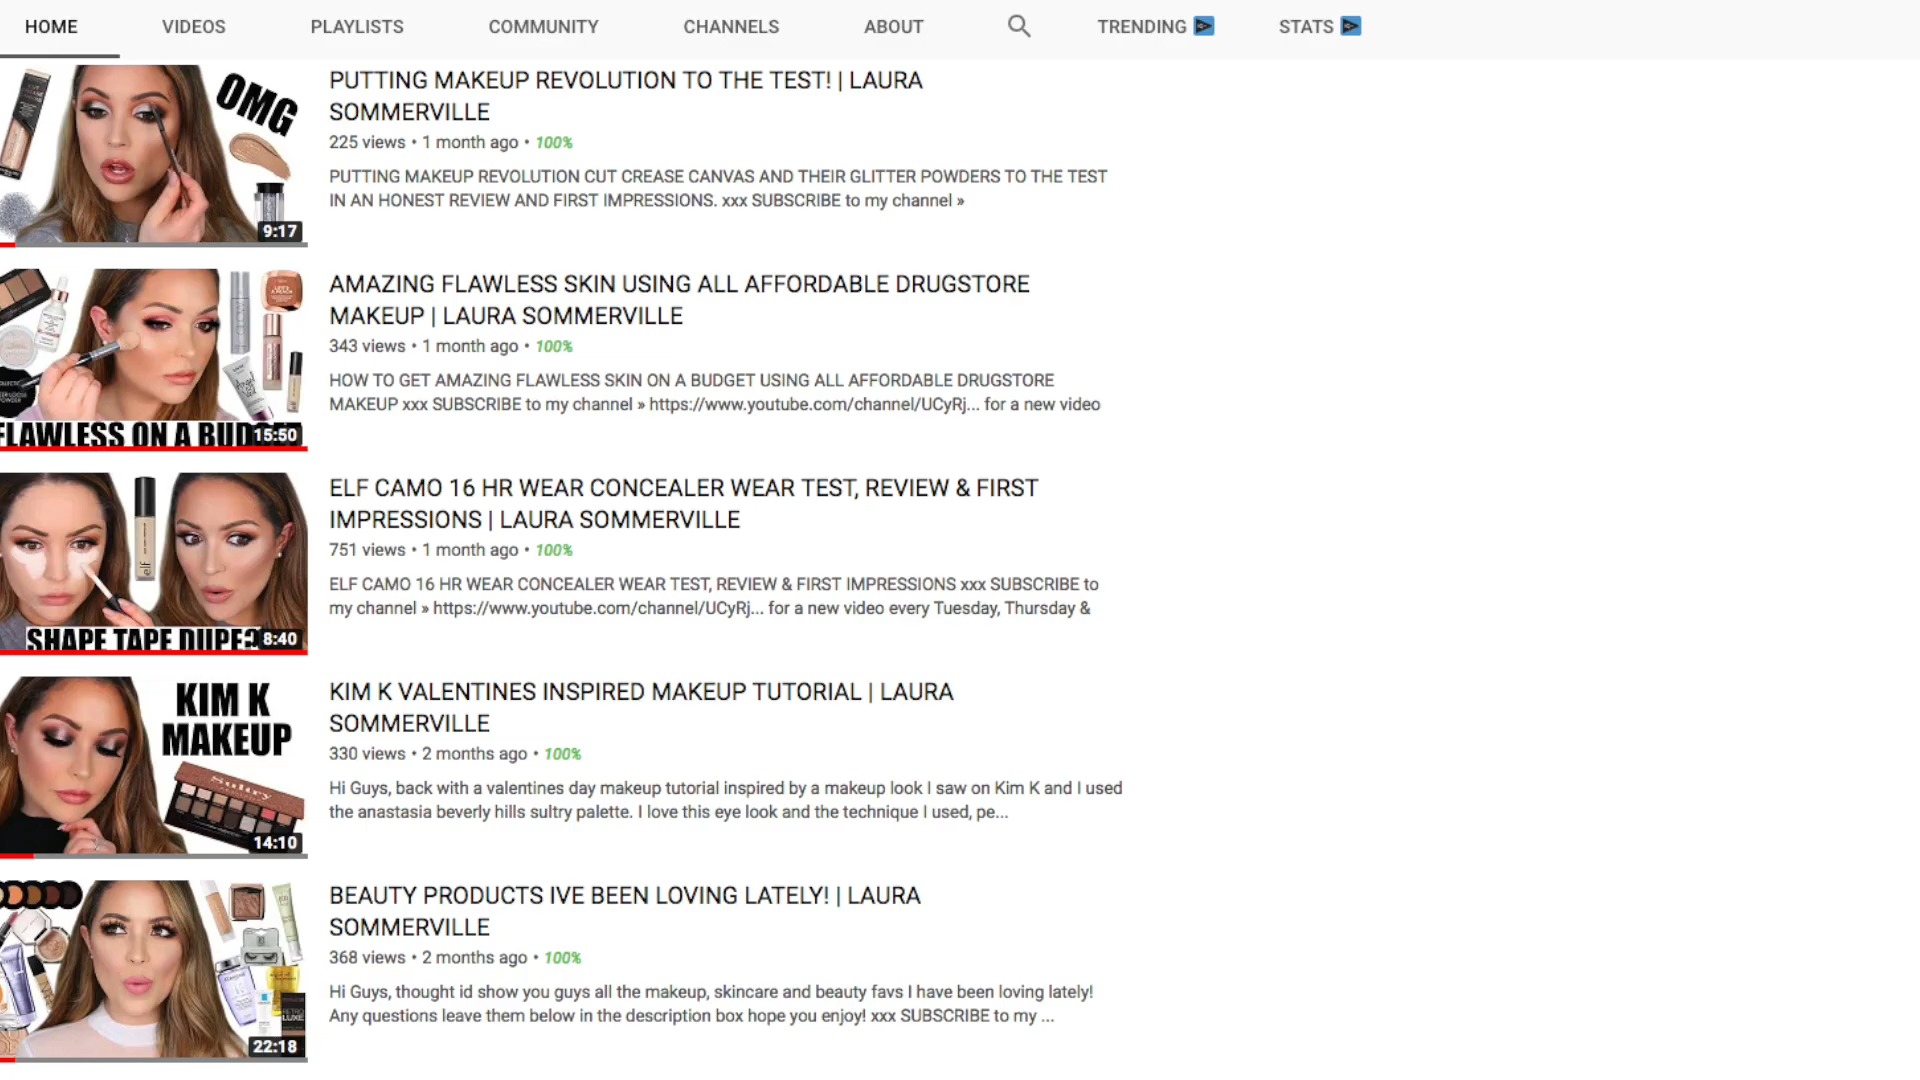 HOME VIDEOS PLAYLISTS COMMUNITY CHANNELS ABOUT TRENDING STATS
OMG
9:17
PUTTING MAKEUP REVOLUTION TO THE TEST! | LAURA
SOMMERVILLE
225 views • 1 month ago • 100%
PUTTING MAKEUP REVOLUTION CUT CREASE CANVAS AND THEIR GLITTER POWDERS TO THE TEST
IN AN HONEST REVIEW AND FIRST IMPRESSIONS. xxx SUBSCRIBE to my channel »
FLAWLESS ON A BUD
15:50
AMAZING FLAWLESS SKIN USING ALL AFFORDABLE DRUGSTORE
MAKEUP | LAURA SOMMERVILLE
343 views • 1 month ago • 100%
HOW TO GET AMAZING FLAWLESS SKIN ON A BUDGET USING ALL AFFORDABLE DRUGSTORE
MAKEUP xxx SUBSCRIBE to my channel » https://www.youtube.com/channel/UCyRj... for a new video
elf
SHAPE TAPE DUPE?
8:40
ELF CAMO 16 HR WEAR CONCEALER WEAR TEST, REVIEW & FIRST
IMPRESSIONS | LAURA SOMMERVILLE
751 views • 1 month ago • 100%
ELF CAMO 16 HR WEAR CONCEALER WEAR TEST, REVIEW & FIRST IMPRESSIONS xxx SUBSCRIBE to
my channel » https://www.youtube.com/channel/UCyRj... for a new video every Tuesday, Thursday &
KIM K
MAKEUP
Sultry
14:10
KIM K VALENTINES INSPIRED MAKEUP TUTORIAL | LAURA
SOMMERVILLE
330 views • 2 months ago • 100%
Hi Guys, back with a valentines day makeup tutorial inspired by a makeup look I saw on Kim K and I used
the anastasia beverly hills sultry palette. I love this eye look and the technique I used, pe...
22:18
BEAUTY PRODUCTS IVE BEEN LOVING LATELY! | LAURA
SOMMERVILLE
368 views • 2 months ago • 100%
Hi Guys, thought id show you guys all the makeup, skincare and beauty favs I have been loving lately!
Any questions leave them below in the description box hope you enjoy! xxx SUBSCRIBE to my ...